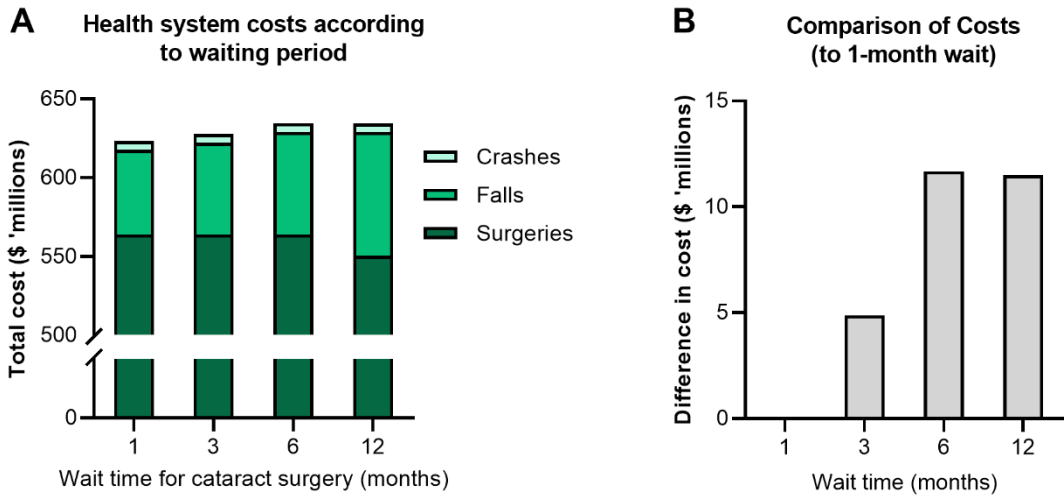 A
Health system costs according
to waiting period
Total cost ($ 'millions)
650
600
550
500
0
1 3 6 12
Wait time for cataract surgery (months)
Crashes
Falls
Surgeries
B
Comparison of Costs
(to 1-month wait)
Difference in cost ($ 'millions)
15
10
5
0
1 3 6 12
Wait time (months)